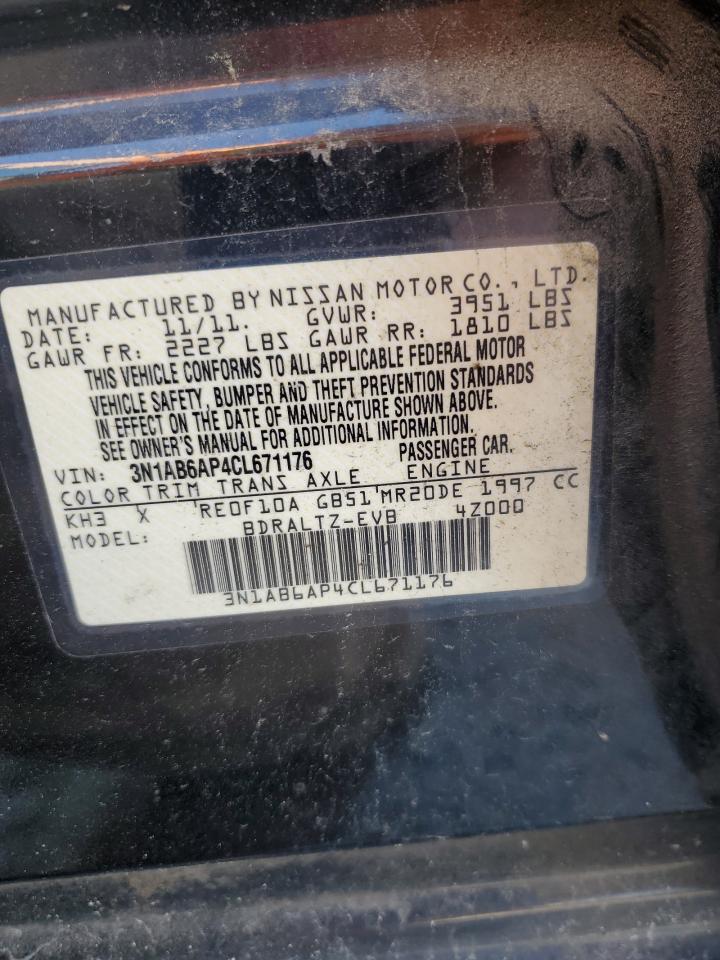 MANUFACTURED BY NISSAN MOTOR CO., LTD.
DATE: 11/11. GVWR: 3951 LBS
GAWR FR: 2227 LBS GAWR RR: 1810 LBS
THIS VEHICLE CONFORMS TO ALL APPLICABLE FEDERAL MOTOR
VEHICLE SAFETY, BUMPER AND THEFT PREVENTION STANDARDS
IN EFFECT ON THE DATE OF MANUFACTURE SHOWN ABOVE.
SEE OWNER'S MANUAL FOR ADDITIONAL INFORMATION.
VIN: 3N1AB6AP4CL671176 PASSENGER CAR.
COLOR TRIM TRANS AXLE ENGINE
KH3 X RE0F10A GB51 MR20DE 1997 CC
MODEL: BDRALTZ-EVB 4Z000
3N1AB6AP4CL671176